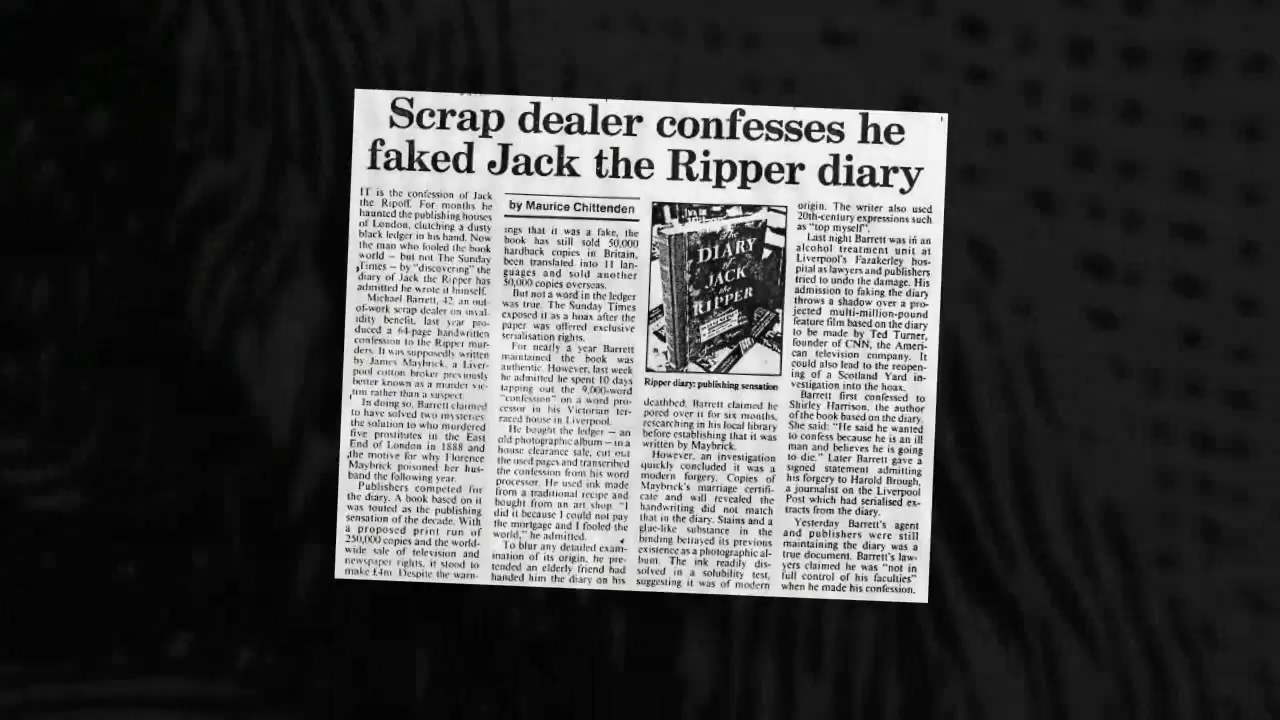 Scrap dealer confesses he
faked Jack the Ripper diary
IT is the confession of Jack
the Ripoff. For months he
haunted the publishing houses
of London, clutching a dusty
black ledger in his hand. Now
the man who fooled the book
world – but not The Sunday
Times – by "discovering" the
diary of Jack the Ripper has
admitted he wrote it himself.
Michael Barrett, 42, an out-
of-work scrap dealer on inval-
idity benefit, last year pro-
duced a 64-page handwritten
confession to the Ripper mur-
ders. It was supposedly written
by James Maybrick, a Liver-
pool cotton broker previously
better known as a murder vic-
tim rather than a suspect.
In doing so, Barrett claimed
to have solved two mysteries:
the solution to who murdered
five prostitutes in the East
End of London in 1888 and
the motive for why Florence
Maybrick poisoned her hus-
band the following year.
Publishers competed for
the diary. A book based on it
was touted as the publishing
sensation of the decade. With
a proposed print run of
250,000 copies and the world-
wide sale of television and
newspaper rights, it stood to
make £4m. Despite the warn-
by Maurice Chittenden
ings that it was a fake, the
book has still sold 50,000
hardback copies in Britain,
been translated into 11 lan-
guages and sold another
50,000 copies overseas.
But not a word in the ledger
was true. The Sunday Times
exposed it as a hoax after the
paper was offered exclusive
serialisation rights.
For nearly a year Barrett
maintained the book was
authentic. However, last week
he admitted he spent 10 days
tapping out the 9,000-word
"confession" on a word pro-
cessor in his Victorian ter-
raced house in Liverpool.
He bought the ledger – an
old photographic album – in a
house clearance sale, cut out
the used pages and transcribed
the confession from his word
processor. He used ink made
from a traditional recipe and
bought from an art shop. "I
did it because I could not pay
the mortgage and I fooled the
world," he admitted.
To blur any detailed exam-
ination of its origin, he pre-
tended an elderly friend had
handed him the diary on his
The
DIARY
of
JACK
the
RIPPER
Ripper diary: publishing sensation
deathbed. Barrett claimed he
pored over it for six months,
researching in his local library
before establishing that it was
written by Maybrick.
However, an investigation
quickly concluded it was a
modern forgery. Copies of
Maybrick's marriage certifi-
cate and will revealed the
handwriting did not match
that in the diary. Stains and a
glue-like substance in the
binding betrayed its previous
existence as a photographic al-
bum. The ink readily dis-
solved in a solubility test,
suggesting it was of modern
origin. The writer also used
20th-century expressions such
as "top myself".
Last night Barrett was in an
alcohol treatment unit at
Liverpool's Fazakerley hos-
pital as lawyers and publishers
tried to undo the damage. His
admission to faking the diary
throws a shadow over a pro-
jected multi-million-pound
feature film based on the diary
to be made by Ted Turner,
founder of CNN, the Ameri-
can television company. It
could also lead to the reopen-
ing of a Scotland Yard in-
vestigation into the hoax.
Barrett first confessed to
Shirley Harrison, the author
of the book based on the diary.
She said: "He said he wanted
to confess because he is an ill
man and believes he is going
to die." Later Barrett gave a
signed statement admitting
his forgery to Harold Brough,
a journalist on the Liverpool
Post which had serialised ex-
tracts from the diary.
Yesterday Barrett's agent
and publishers were still
maintaining the diary was a
true document. Barrett's law-
yers claimed he was "not in
full control of his faculties"
when he made his confession.